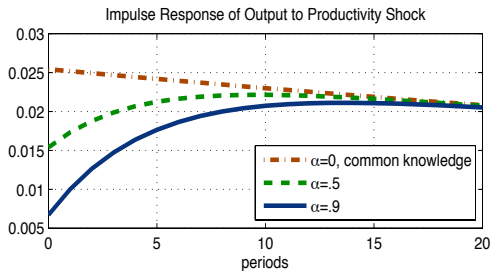 Impulse Response of Output to Productivity Shock
0.03
0.025
0.02
0.015
0.01
0.005
α=0, common knowledge
α=.5
α=.9
0 5 10 15 20
periods